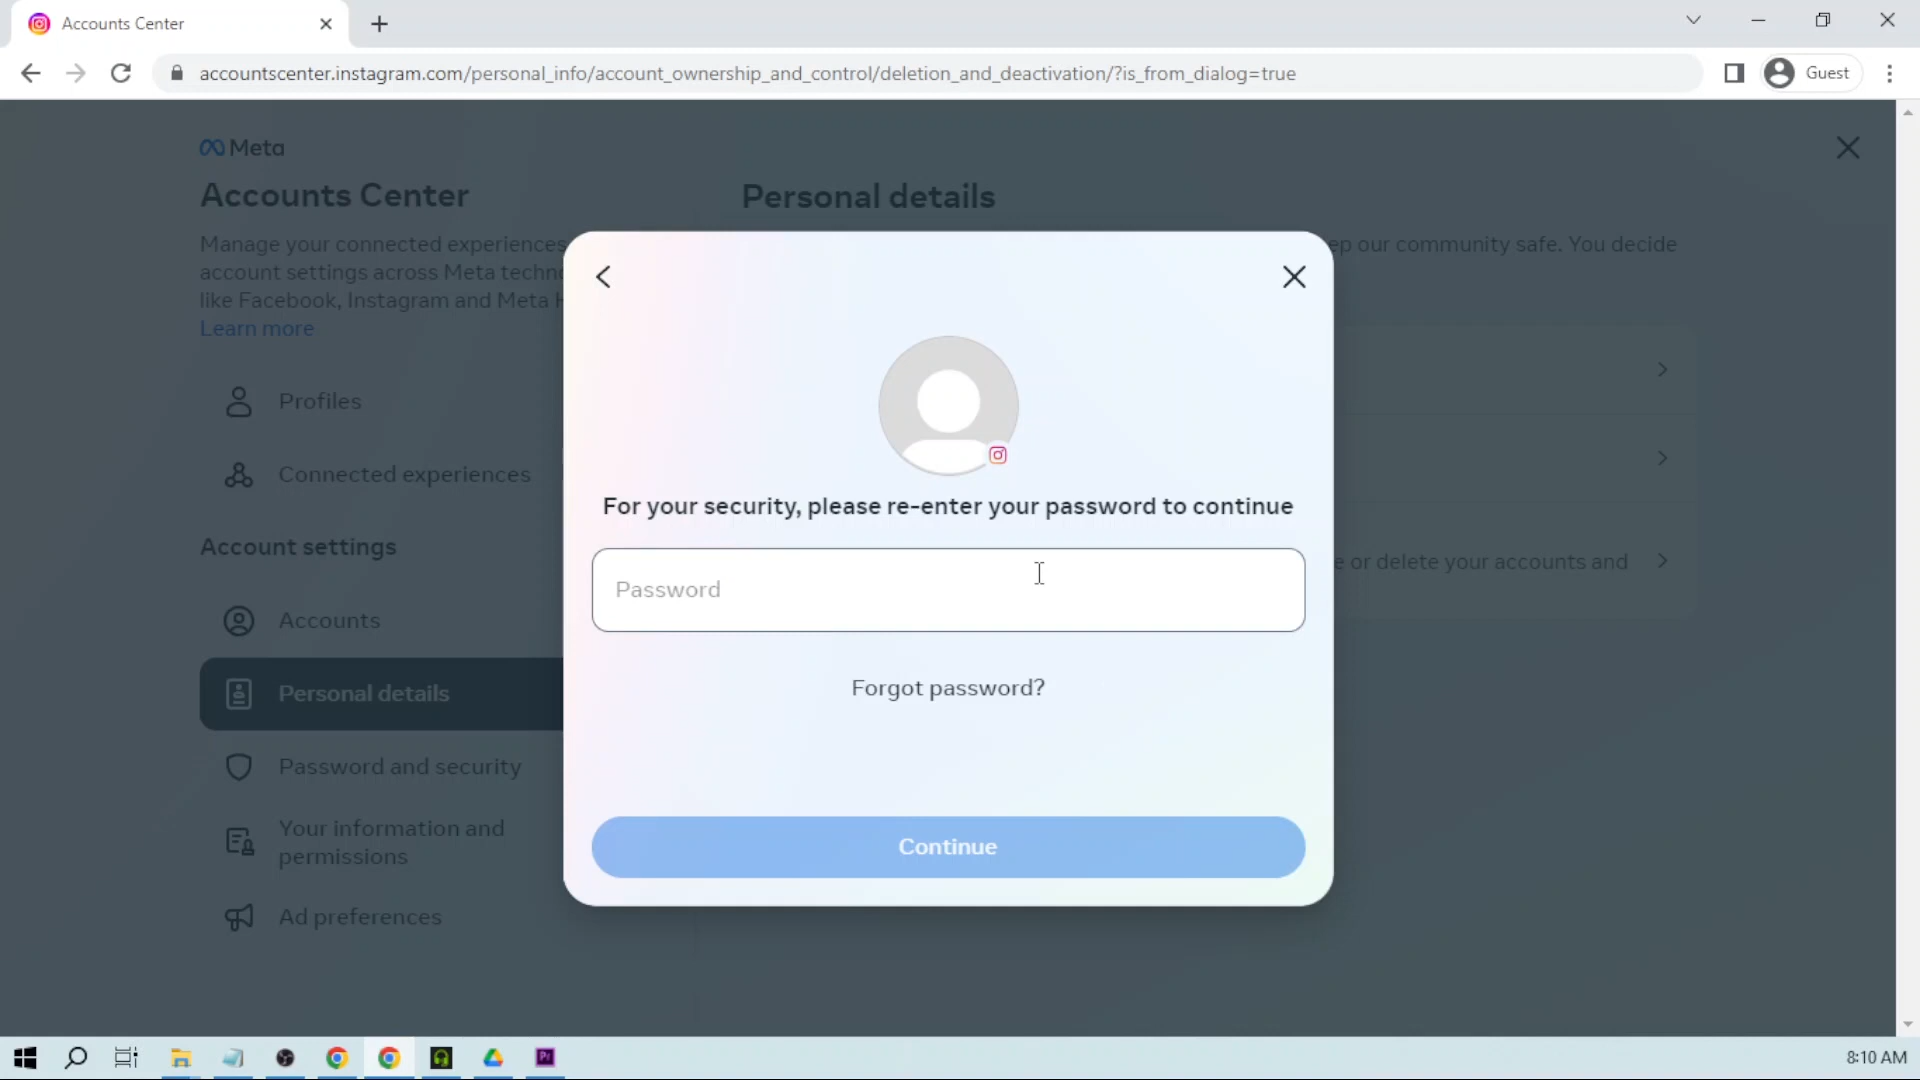 Accounts Center
accountscenter.instagram.com/personal_info/account_ownership_and_control/deletion_and_deactivation/?is_from_dialog=true
Guest
Meta
Accounts Center
Manage your connected experiences
account settings across Meta techno
like Facebook, Instagram and Meta H
Learn more
Profiles
Connected experiences
Account settings
Accounts
Personal details
Password and security
Your information and
permissions
Ad preferences
Personal details
ep our community safe. You decide
e or delete your accounts and
For your security, please re-enter your password to continue
Password
Forgot password?
Continue
Pr
8:10 AM